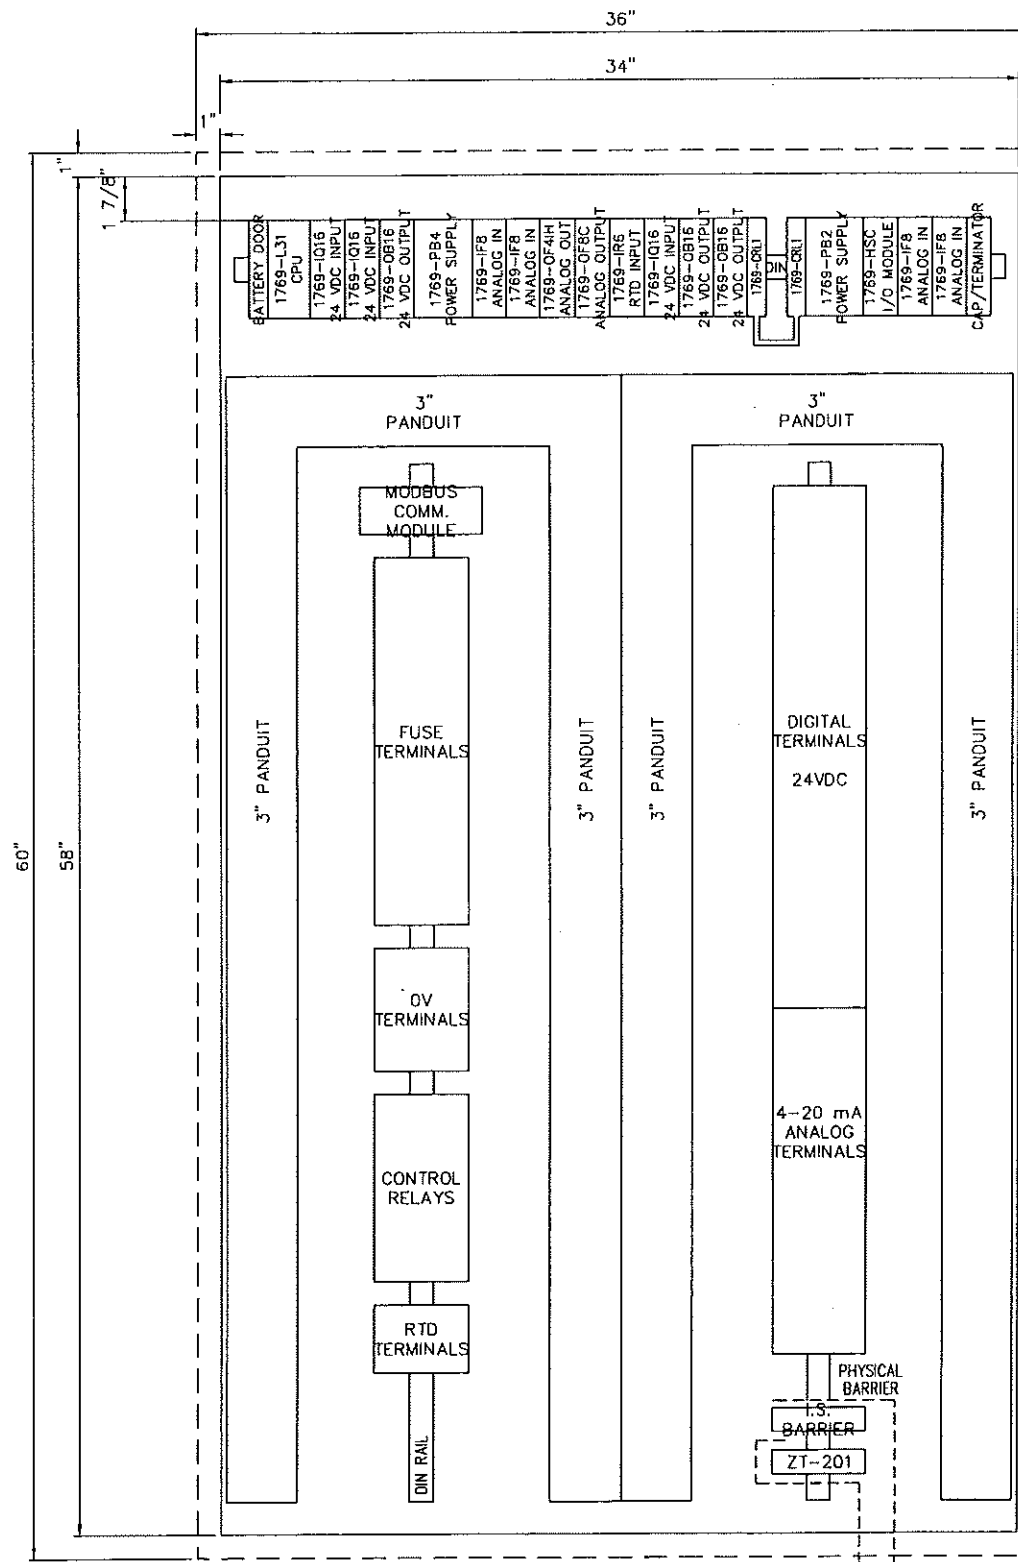 36"
34"
1"
1"
1 7/8"
60"
58"
BATTERY DOOR
1769-L31
CPU
1769-IQ16
24 VDC INPUT
1769-IQ16
24 VDC INPUT
1769-OB16
24 VDC OUTPUT
1769-PB4
POWER SUPPLY
1769-IF8
ANALOG IN
1769-IF8
ANALOG IN
1769-OF4IH
ANALOG OUT
1769-OF8C
ANALOG OUTPUT
1769-IR6
RTD INPUT
1769-IQ16
24 VDC INPUT
1769-OB16
24 VDC OUTPUT
1769-OB16
24 VDC OUTPUT
1769-CRL1
DIN
1769-CRL1
1769-PB2
POWER SUPPLY
1769-HSC
I/O MODULE
1769-IF8
ANALOG IN
1769-IF8
ANALOG IN
CAP/TERMINATOR
3"
PANDUIT
3"
PANDUIT
MODBUS
COMM.
MODULE
FUSE
TERMINALS
DIGITAL
TERMINALS
24VDC
3" PANDUIT
3" PANDUIT
3" PANDUIT
3" PANDUIT
0V
TERMINALS
CONTROL
RELAYS
4-20 mA
ANALOG
TERMINALS
RTD
TERMINALS
DIN RAIL
PHYSICAL
BARRIER
I.S.
BARRIER
ZT-201